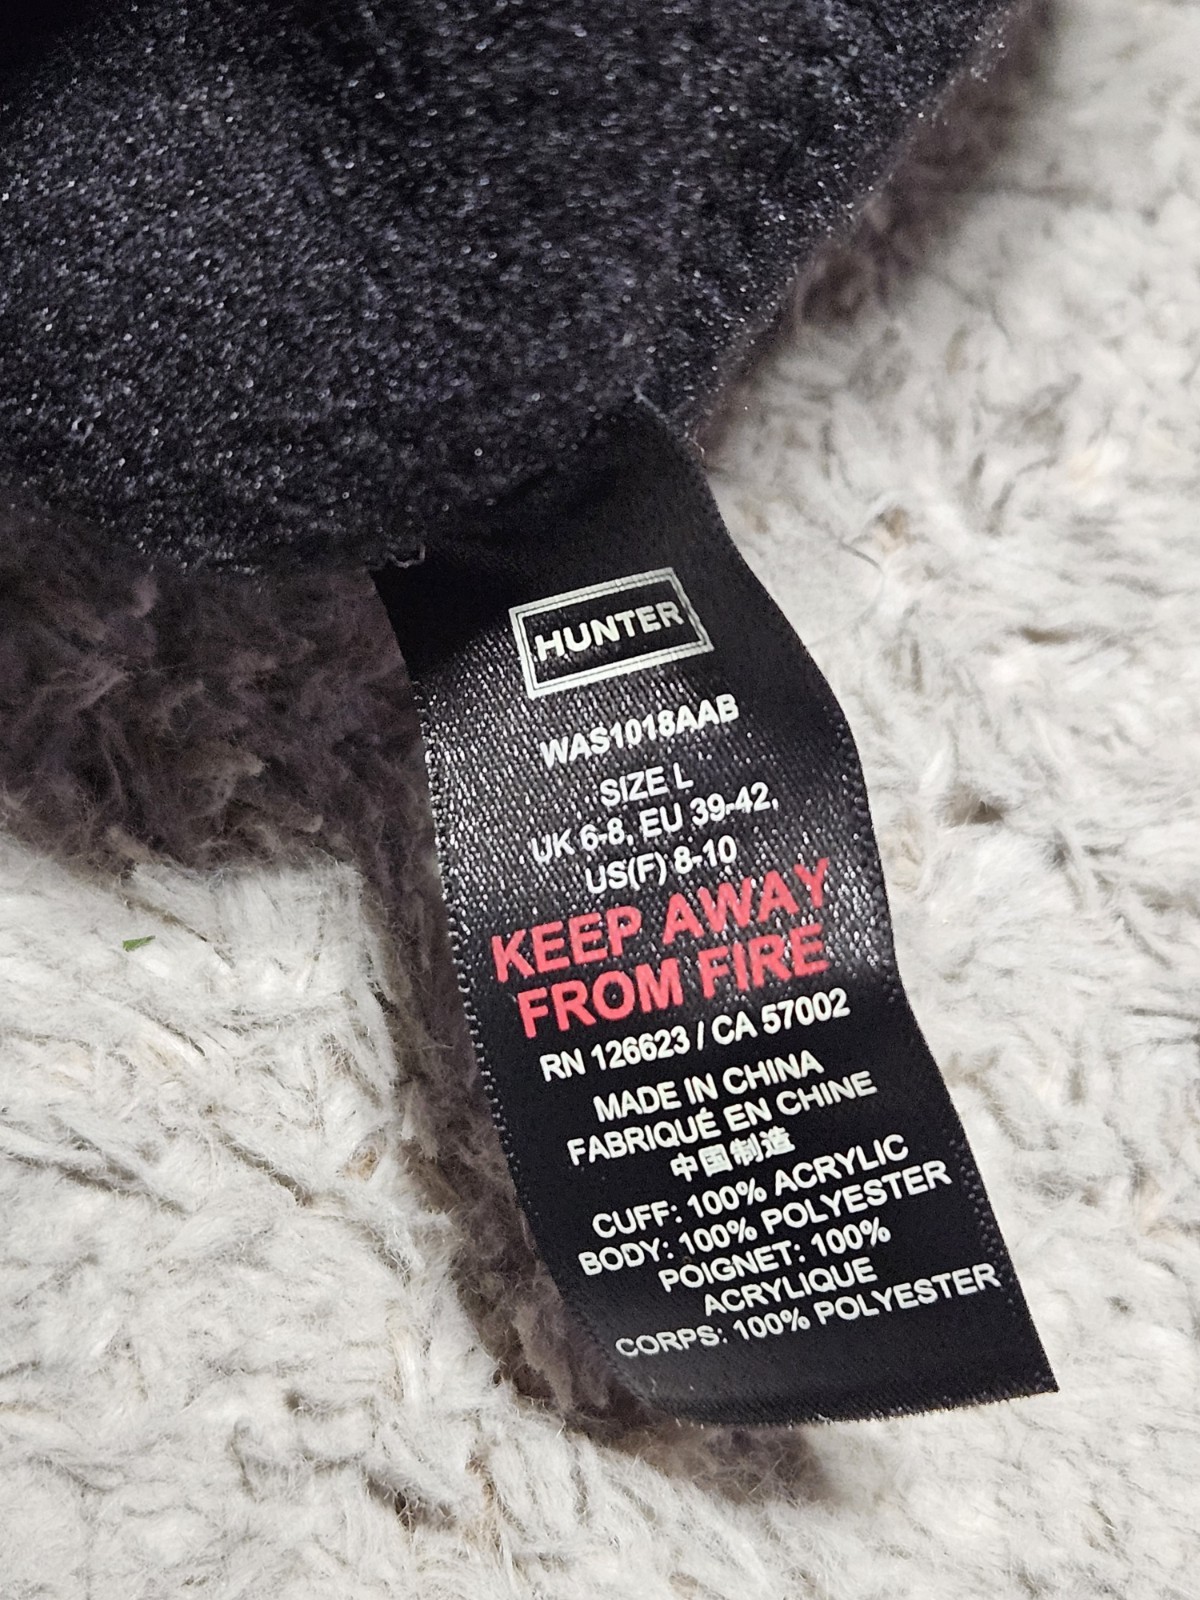 HUNTER
WAS1018AAB
SIZE L
UK 6-8, EU 39-42,
US(F) 8-10
KEEP AWAY
FROM FIRE
RN 126623 / CA 57002
MADE IN CHINA
FABRIQUÉ EN CHINE
中国制造
CUFF: 100% ACRYLIC
BODY: 100% POLYESTER
POIGNET: 100%
ACRYLIQUE
CORPS: 100% POLYESTER